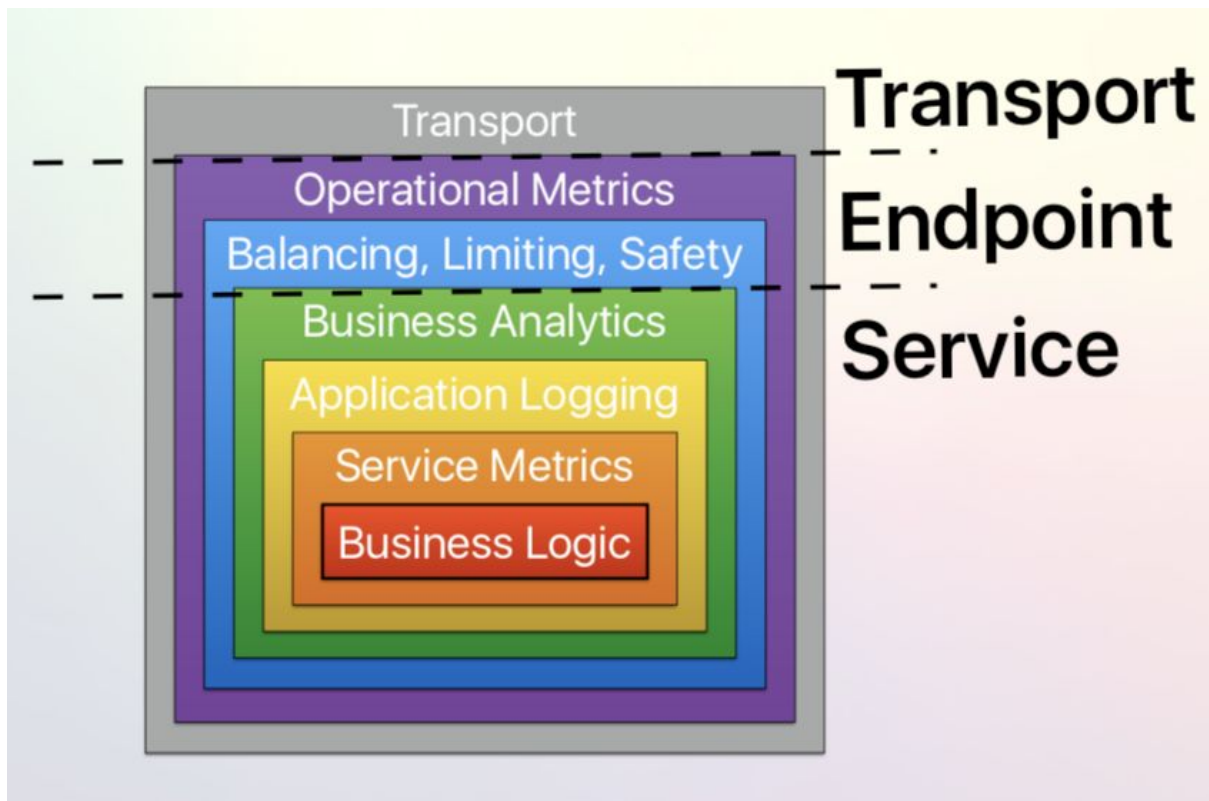 Transport
Transport
Operational Metrics
Endpoint
Balancing, Limiting, Safety
Business Analytics
Service
Application Logging
Service Metrics
Business Logic